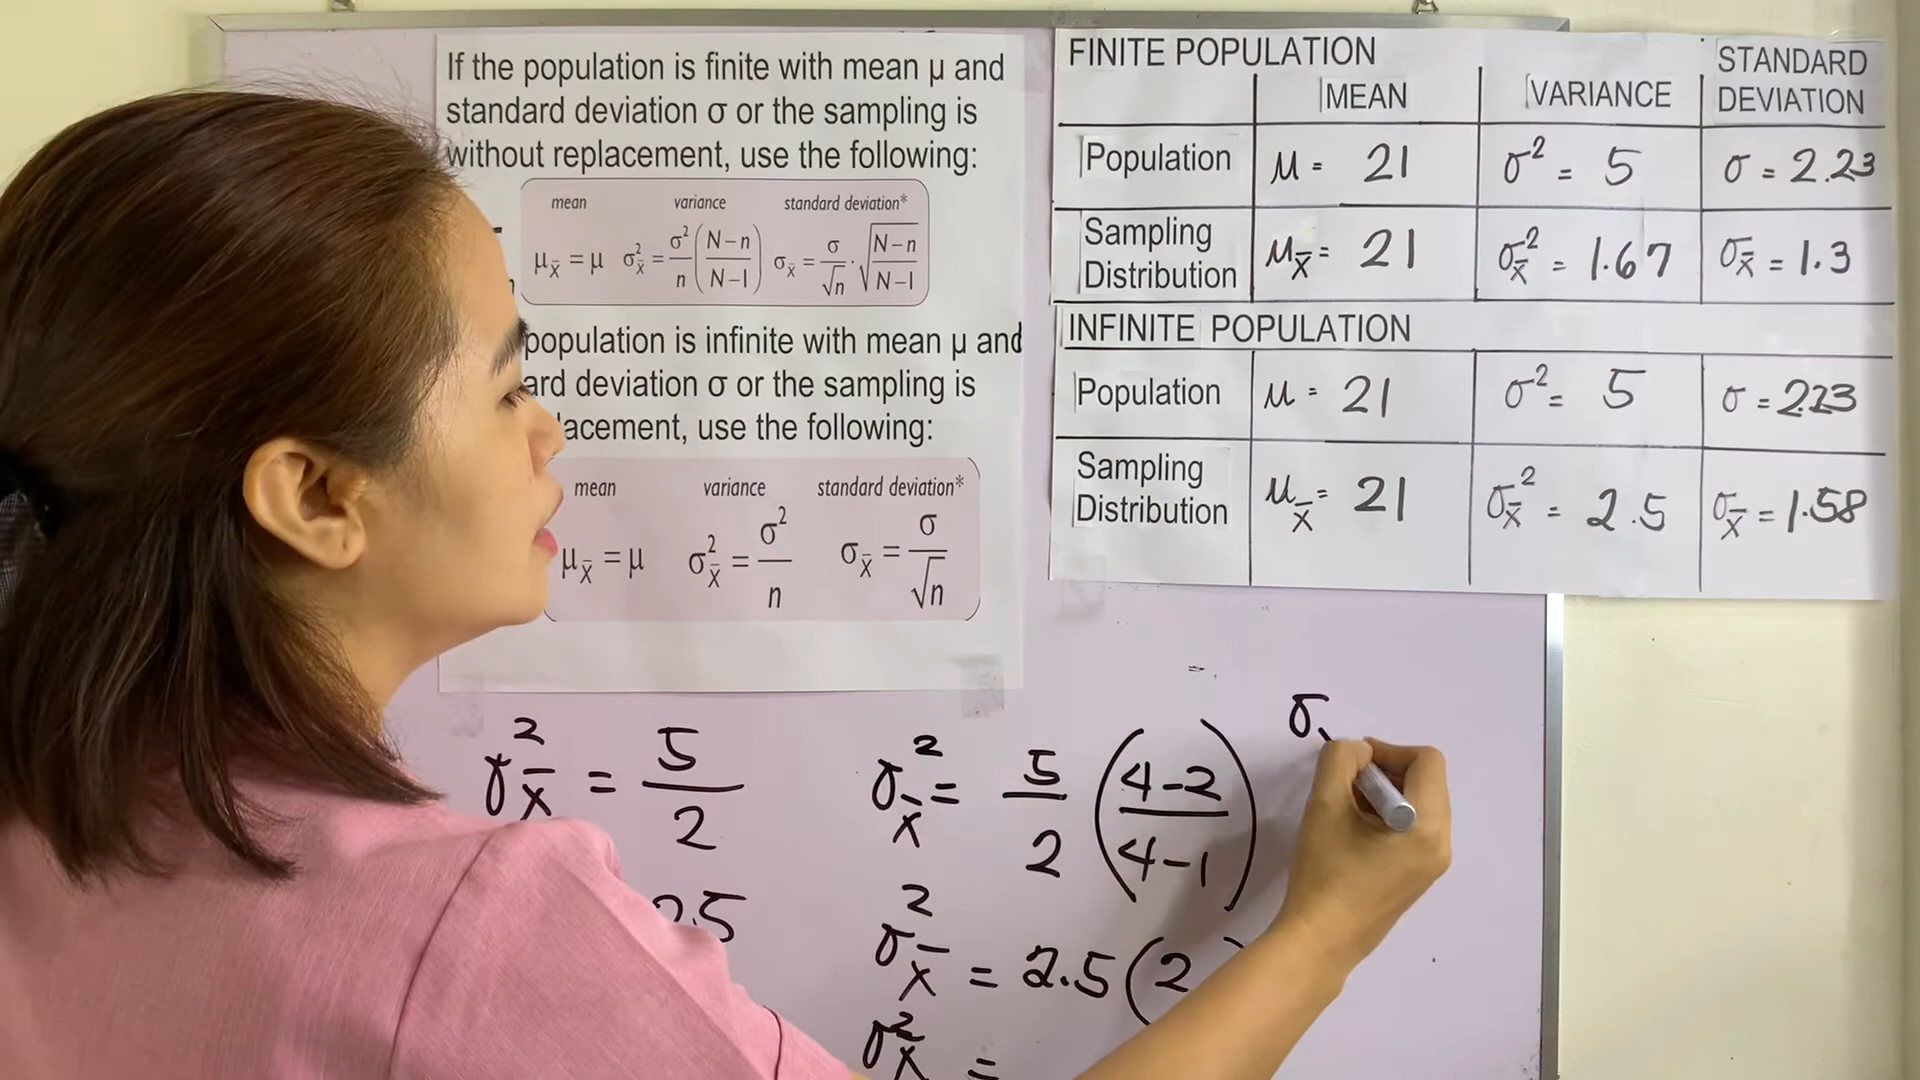 If the population is finite with mean μ and
standard deviation σ or the sampling is
without replacement, use the following:
mean variance standard deviation*
μx̄ = μ σ²x̄ = σ²/n (N–n / N–1) σx̄ = σ/√n · √(N–n / N–1)
population is infinite with mean μ and
deviation σ or the sampling is
use the following:
mean variance standard deviation*
μx̄ = μ σ²x̄ = σ²/n σx̄ = σ/√n
FINITE POPULATION
MEAN VARIANCE STANDARD DEVIATION
Population μ = 21 σ² = 5 σ = 2.23
Sampling Distribution μx̄ = 21 σ²x̄ = 1.67 σx̄ = 1.3
INFINITE POPULATION
Population μ = 21 σ² = 5 σ = 2.23
Sampling Distribution μx̄ = 21 σ²x̄ = 2.5 σx̄ = 1.58
σ²x̄ = 5/2
.5
σ²x̄ = 5/2 (4-2 / 4-1)
σ²x̄ = 2.5 (2
σ²x̄ =
σ